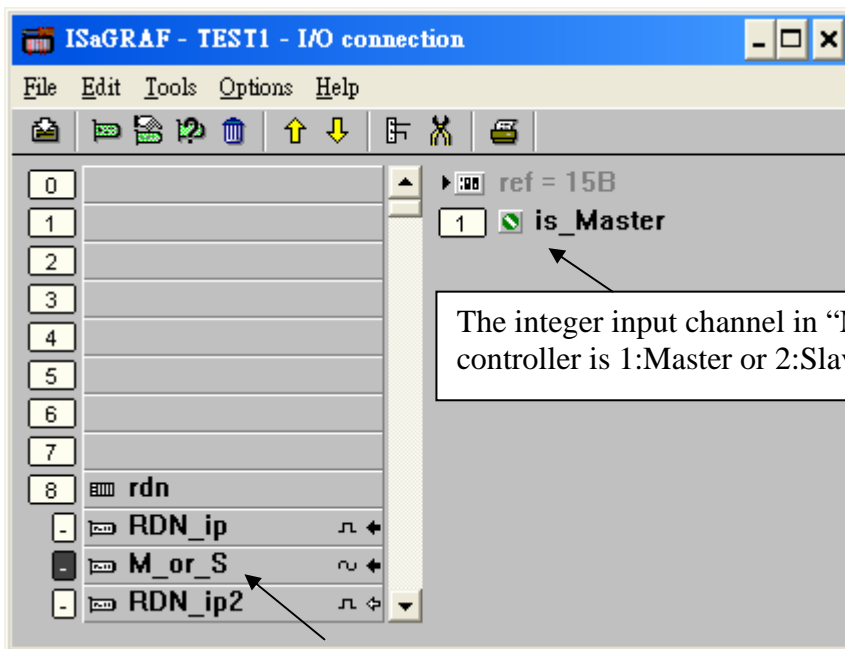 ISaGRAF - TEST1 - I/O connection
File Edit Tools Options Help
0
1
2
3
4
5
6
7
8 rdn
- RDN_ip
- M_or_S
- RDN_ip2
ref = 15B
1 is_Master
The integer input channel in “
controller is 1:Master or 2: